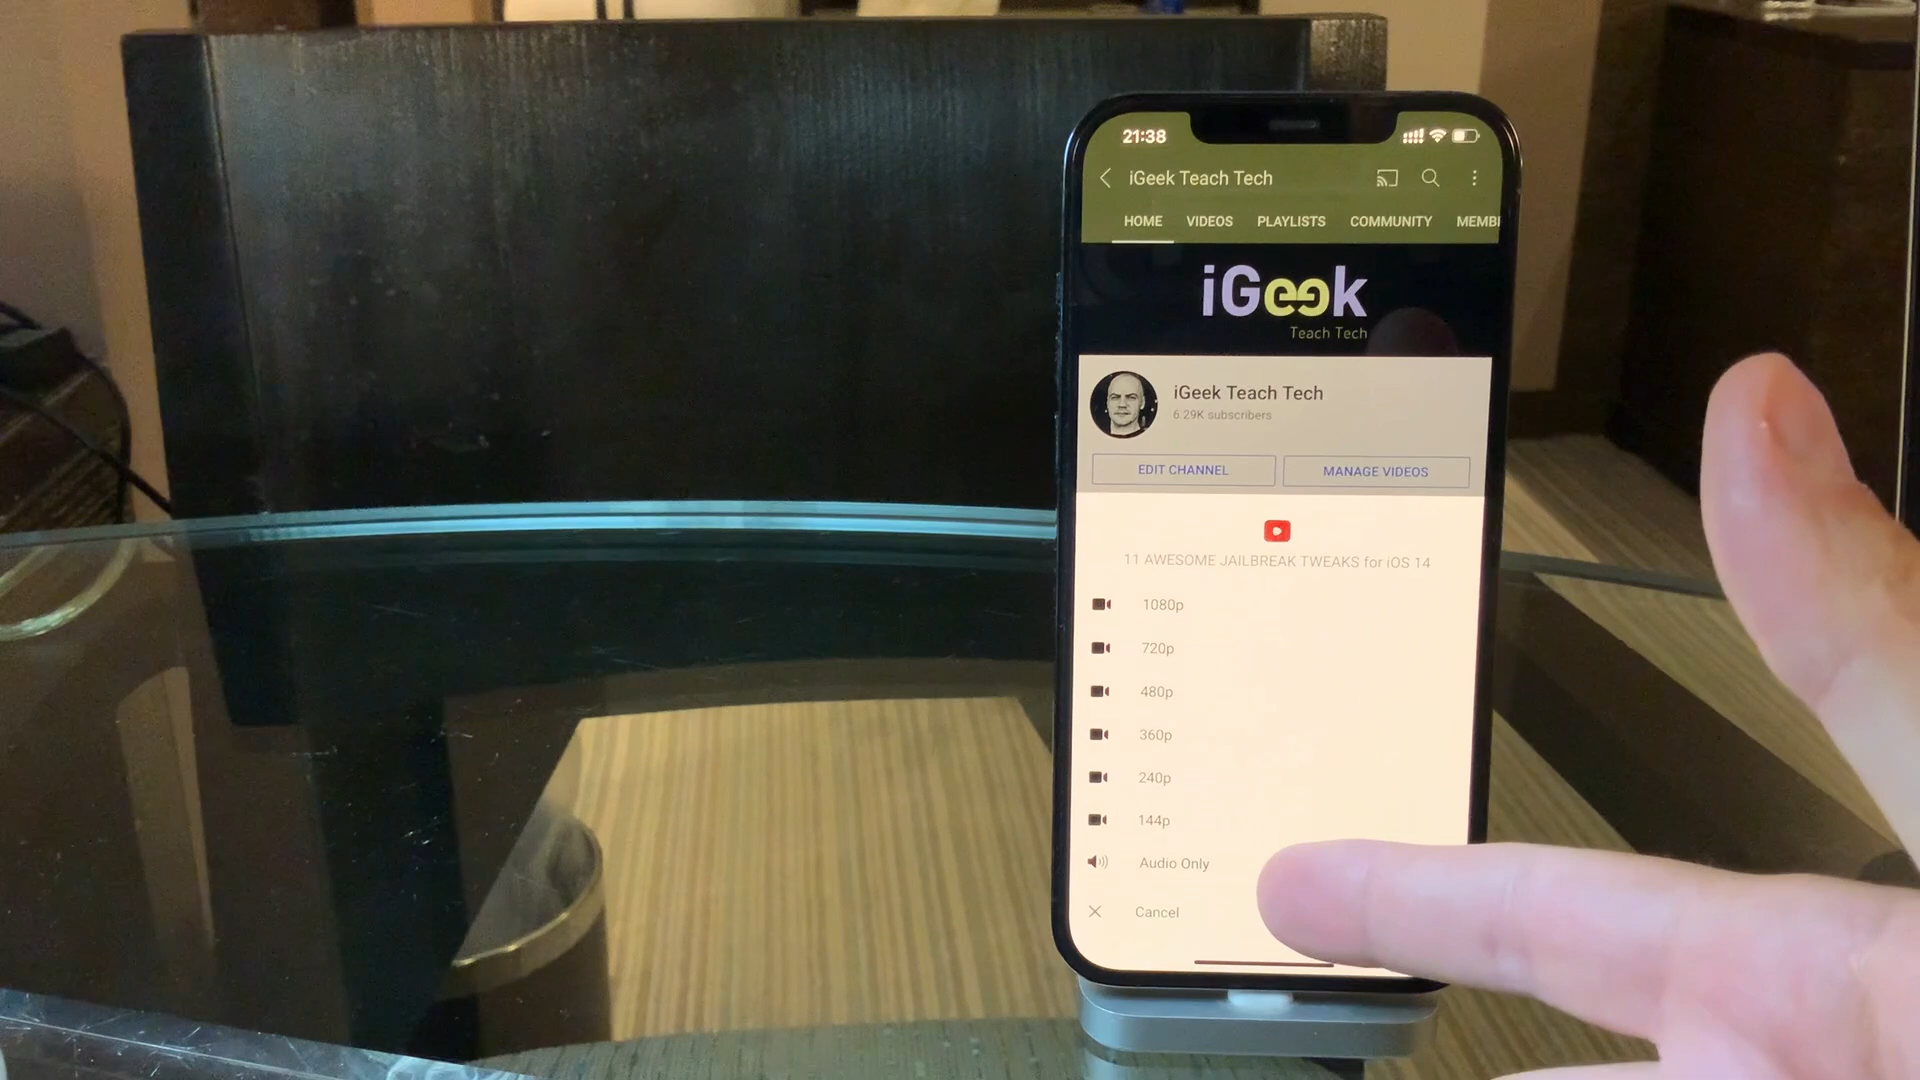 21:38
iGeek Teach Tech
HOME VIDEOS PLAYLISTS COMMUNITY MEMB
iGeek
Teach Tech
iGeek Teach Tech
6.29K subscribers
EDIT CHANNEL MANAGE VIDEOS
11 AWESOME JAILBREAK TWEAKS for iOS 14
1080p
720p
480p
360p
240p
144p
Audio Only
Cancel